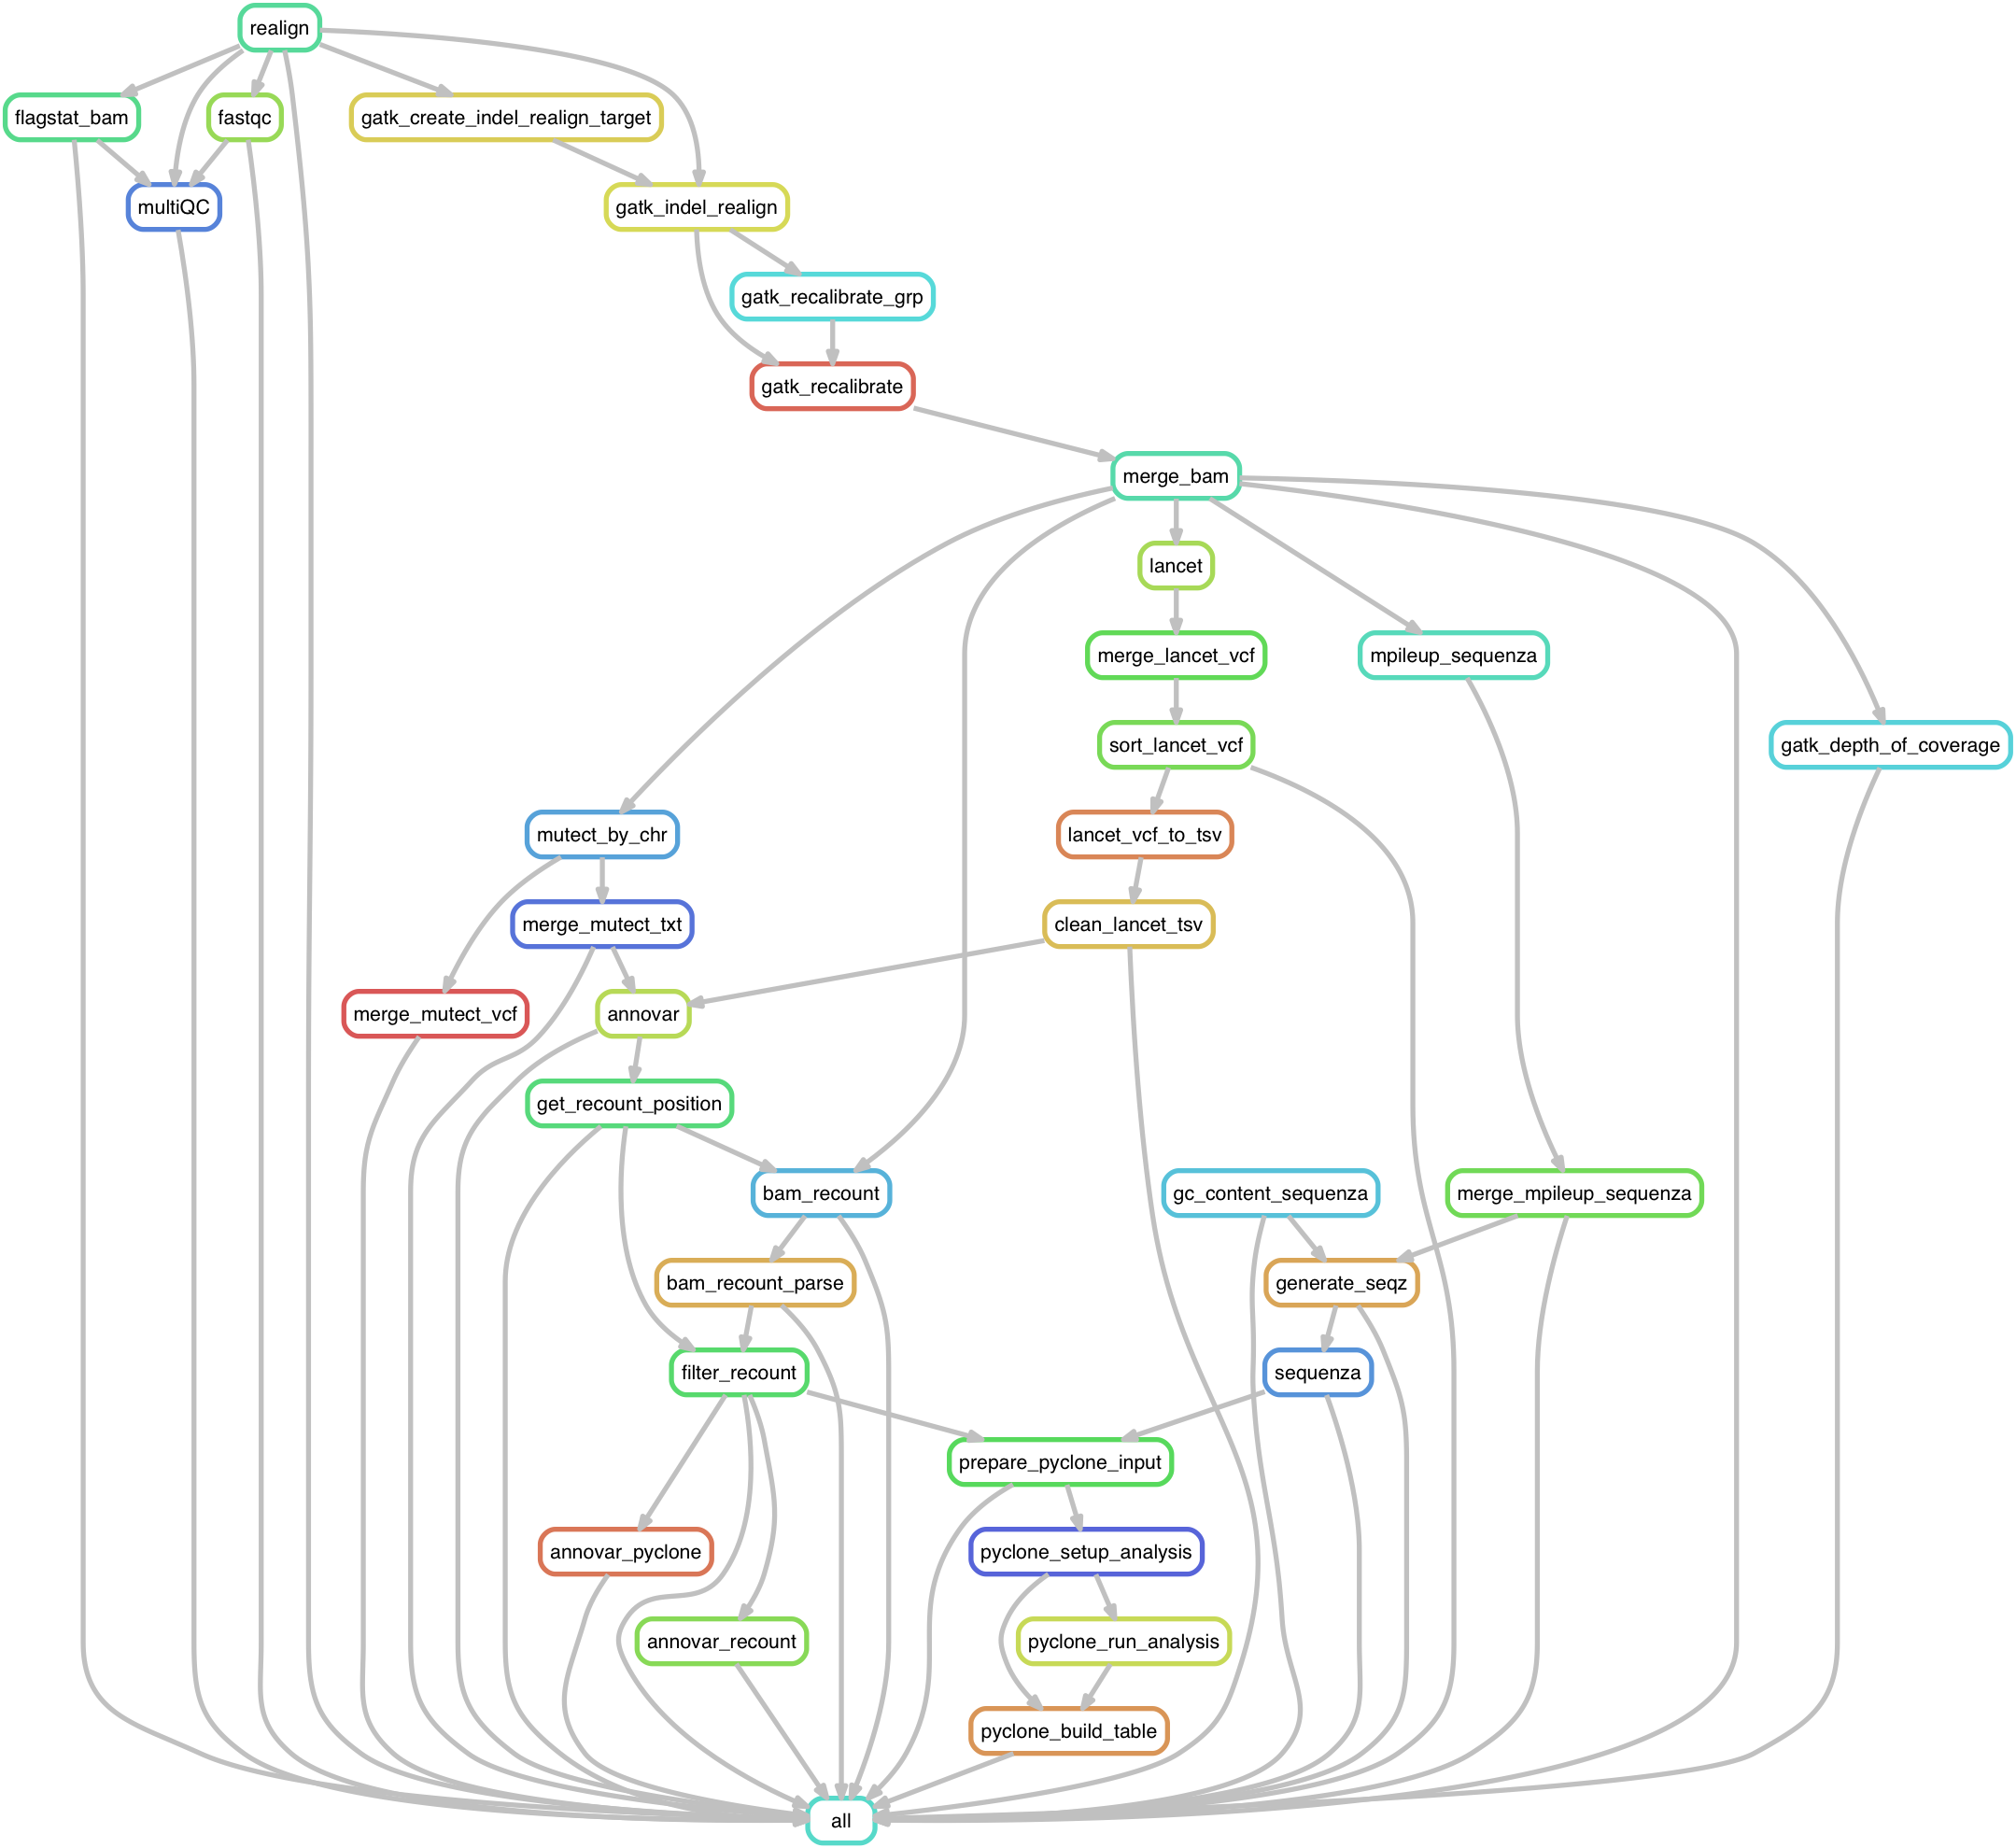 realign
flagstat_bam
fastqc
gatk_create_indel_realign_target
multiQC
gatk_indel_realign
gatk_recalibrate_grp
gatk_recalibrate
merge_bam
lancet
merge_lancet_vcf
mpileup_sequenza
sort_lancet_vcf
gatk_depth_of_coverage
mutect_by_chr
lancet_vcf_to_tsv
merge_mutect_txt
clean_lancet_tsv
merge_mutect_vcf
annovar
get_recount_position
bam_recount
gc_content_sequenza
merge_mpileup_sequenza
bam_recount_parse
generate_seqz
filter_recount
sequenza
prepare_pyclone_input
annovar_pyclone
pyclone_setup_analysis
annovar_recount
pyclone_run_analysis
pyclone_build_table
all